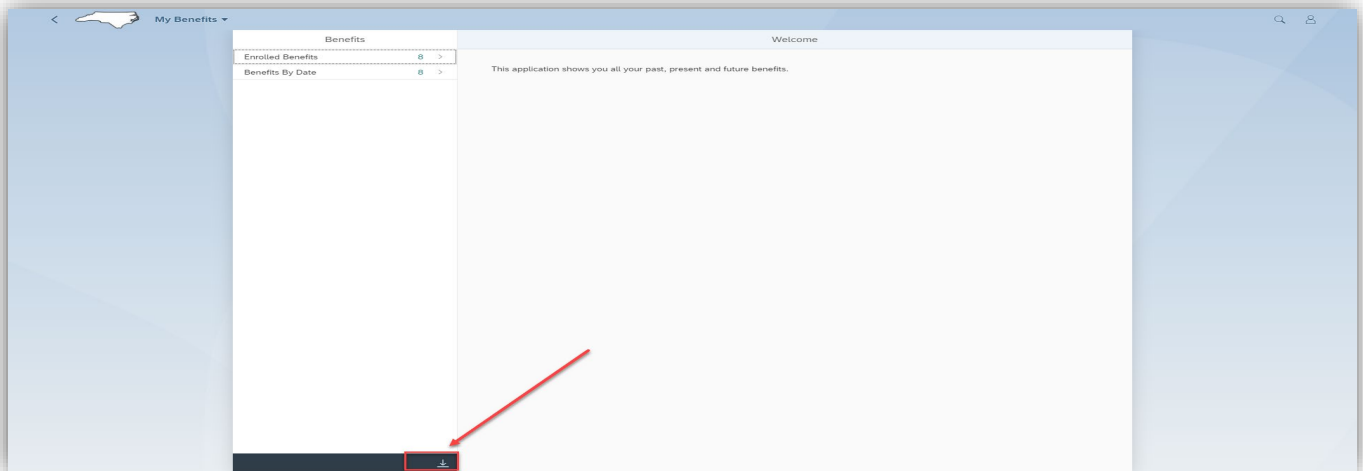 My Benefits
Benefits
Enrolled Benefits 8
Benefits By Date 8
Welcome
This application shows you all your past, present and future benefits.